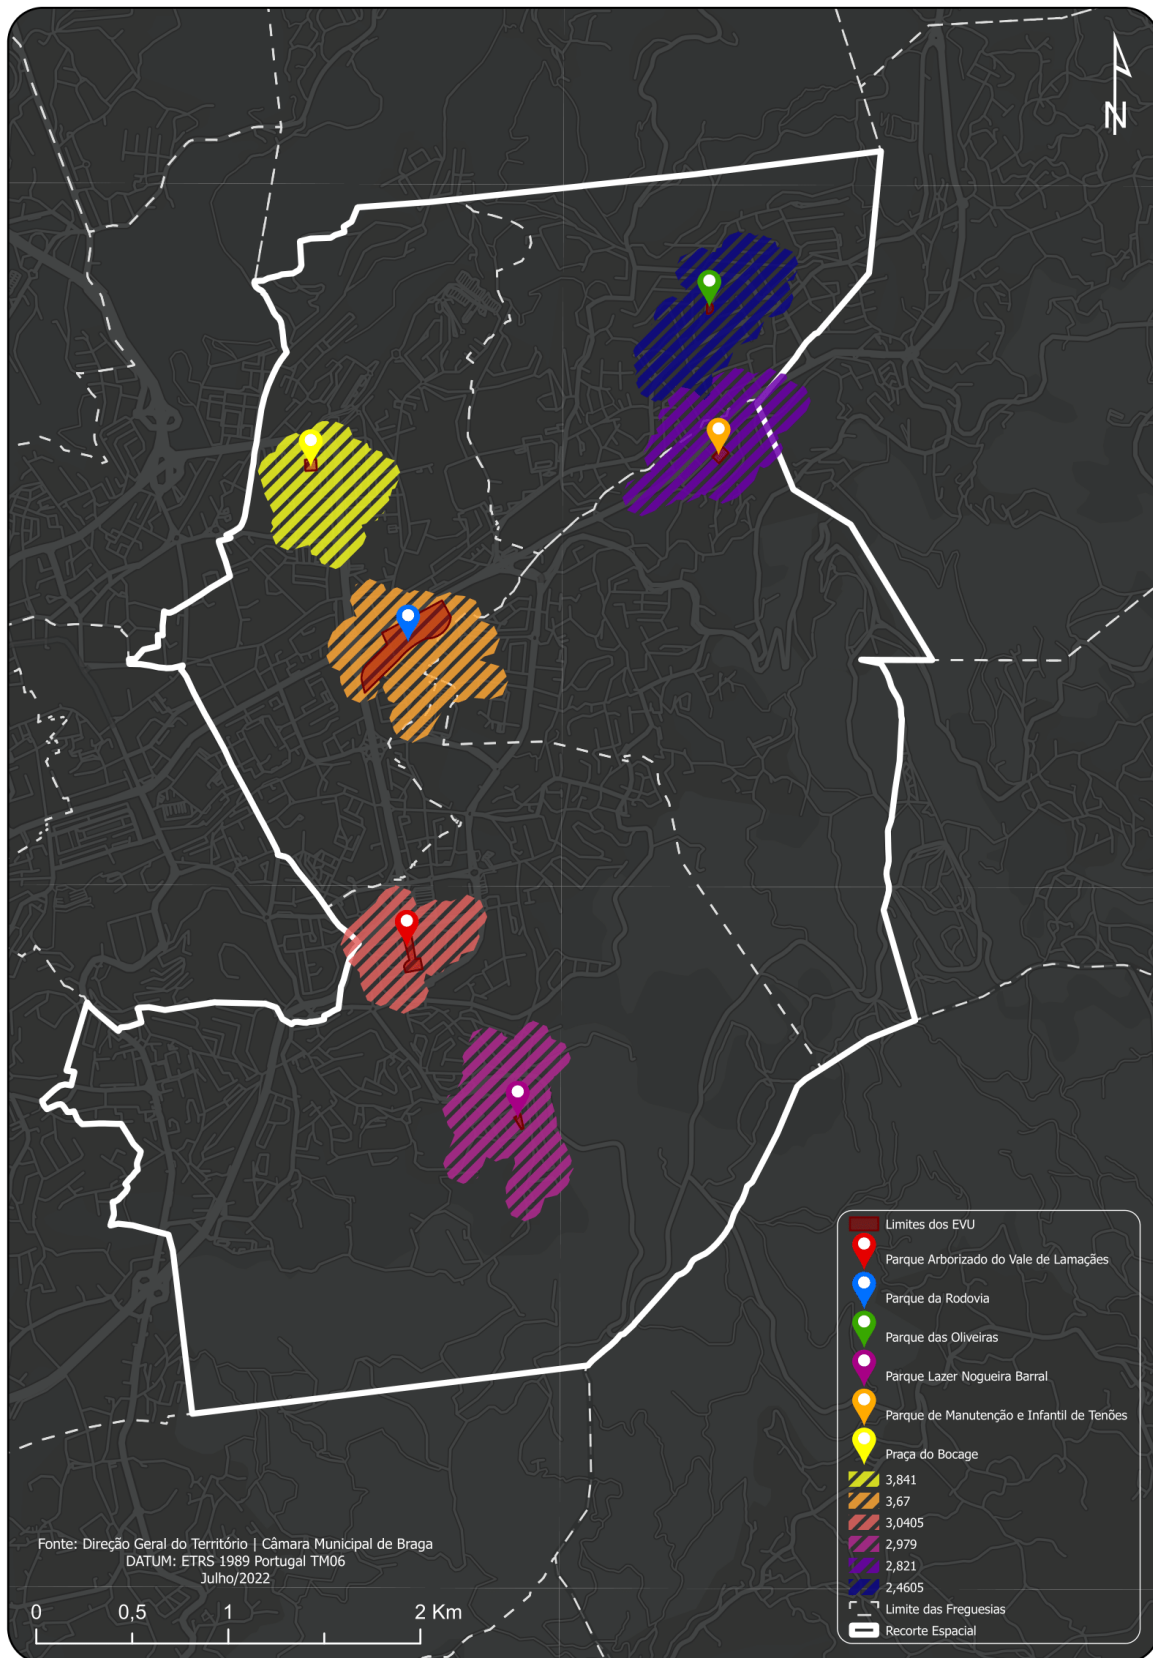 N
Limites dos EVU
Parque Arborizado do Vale de Lamaçães
Parque da Rodovia
Parque das Oliveiras
Parque Lazer Nogueira Barral
Parque de Manutenção e Infantil de Tenões
Praça do Bocage
3,841
3,67
3,0405
2,979
2,821
2,4605
Limite das Freguesias
Recorte Espacial
Fonte: Direção Geral do Território | Câmara Municipal de Braga
DATUM: ETRS 1989 Portugal TM06
Julho/2022
0 0,5 1 2 Km